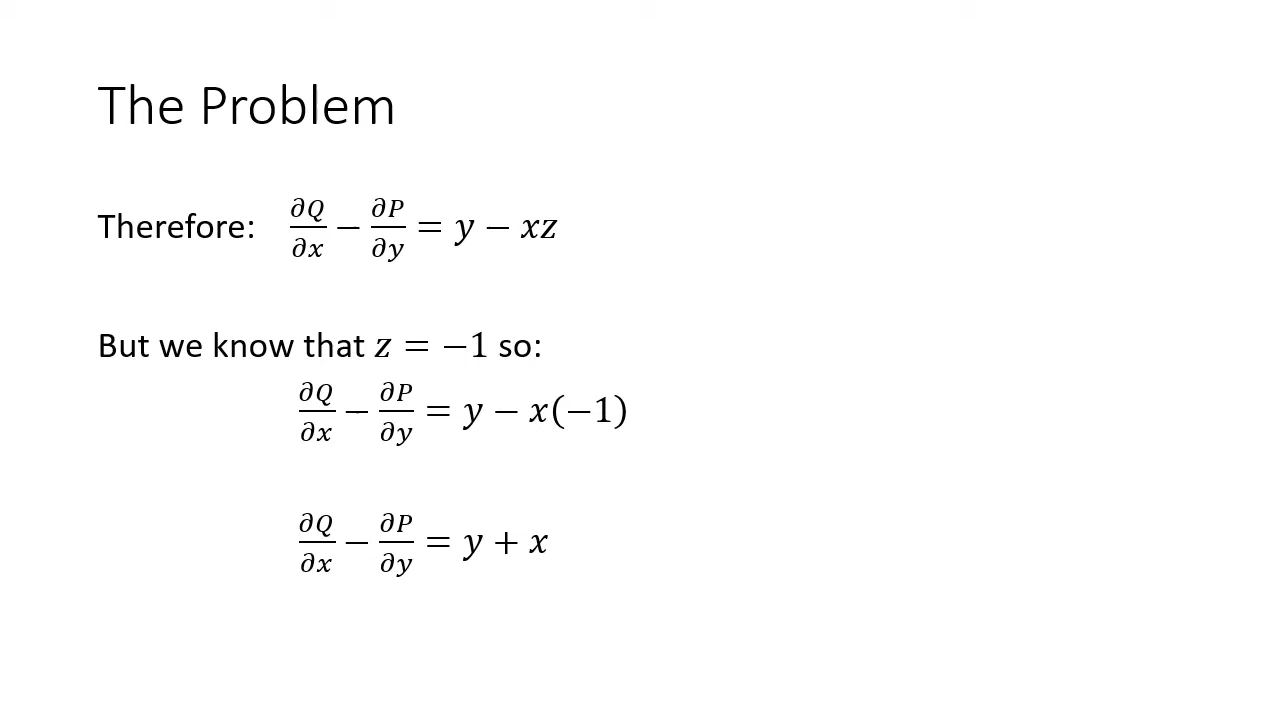 The Problem
Therefore: ∂Q/∂x − ∂P/∂y = y − xz
But we know that z = −1 so:
∂Q/∂x − ∂P/∂y = y − x(−1)
∂Q/∂x − ∂P/∂y = y + x